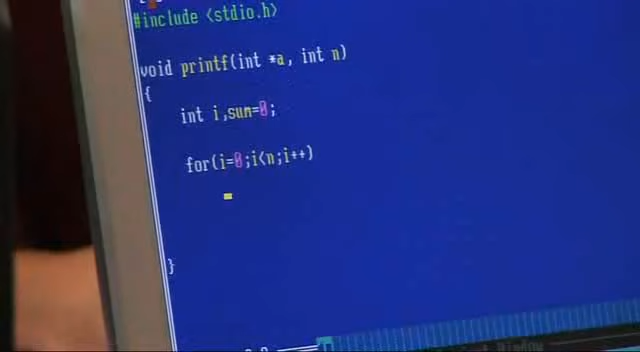 #include <stdio.h>
void printf(int *a, int n)
{
int i,sum=0;
for(i=0;i<n;i++)
}